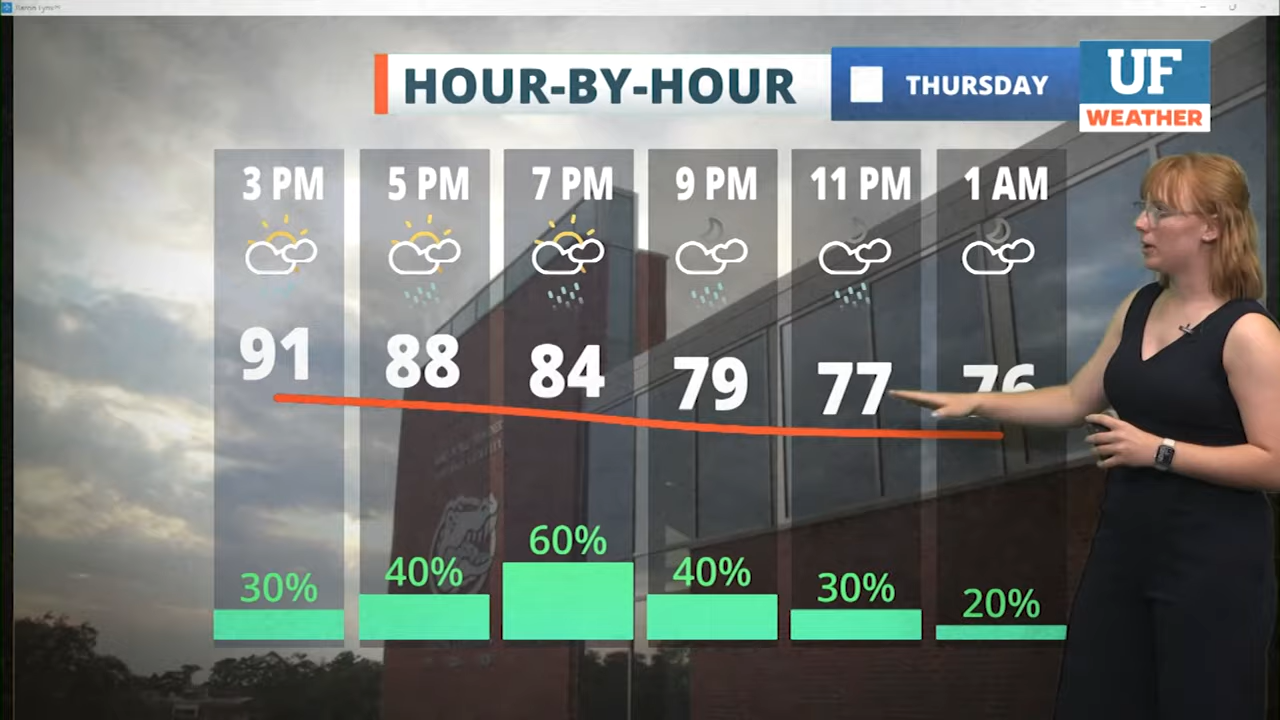 HOUR-BY-HOUR
THURSDAY
UF
WEATHER
3 PM 5 PM 7 PM 9 PM 11 PM 1 AM
91 88 84 79 77 76
30% 40% 60% 40% 30% 20%